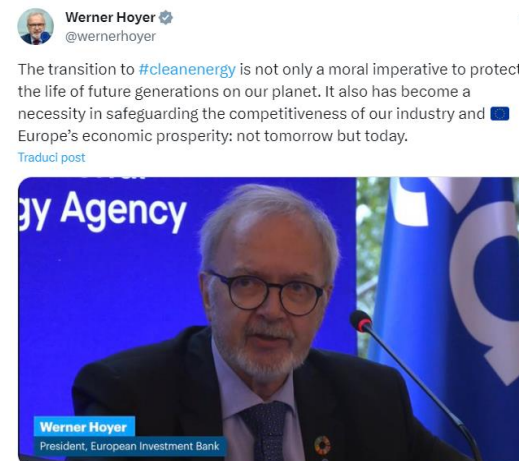 Werner Hoyer
@wernerhoyer
The transition to #cleanenergy is not only a moral imperative to protect
the life of future generations on our planet. It also has become a
necessity in safeguarding the competitiveness of our industry and 🇪🇺
Europe’s economic prosperity: not tomorrow but today.
Traduci post
gy Agency
Werner Hoyer
President, European Investment Bank